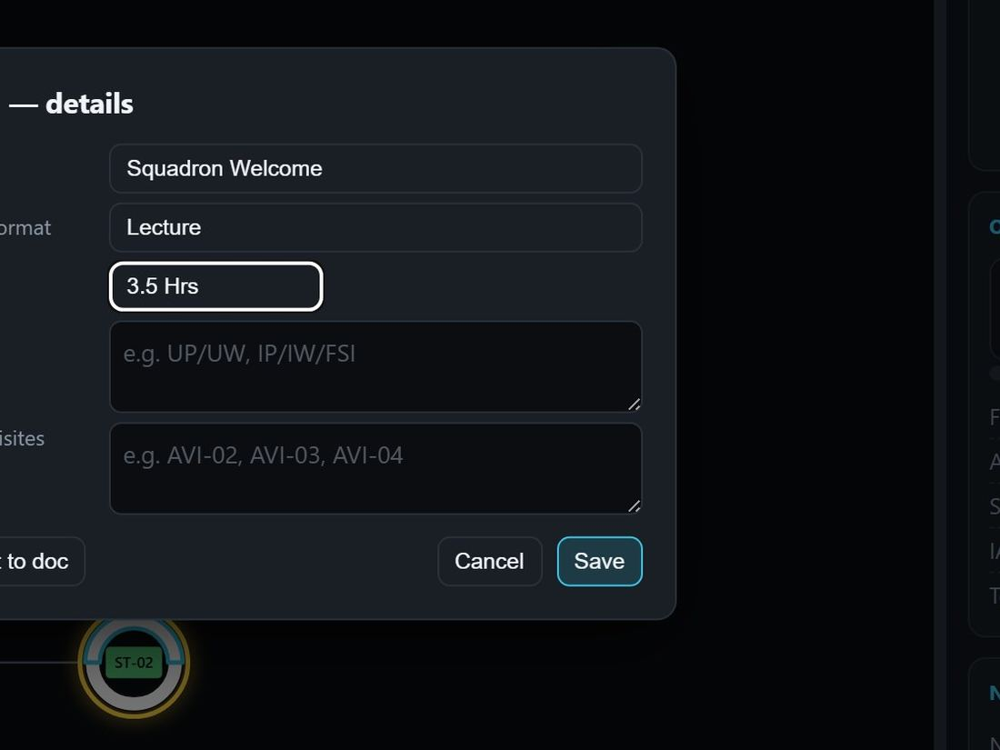 — details
Squadron Welcome
ormat
Lecture
3.5 Hrs
e.g. UP/UW, IP/IW/FSI
isites
e.g. AVI-02, AVI-03, AVI-04
to doc
Cancel
Save
ST-02